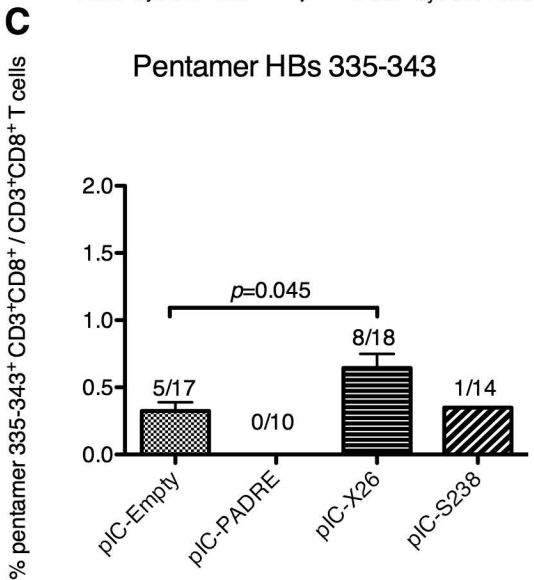 C
Pentamer HBs 335-343
% pentamer 335-343⁺ CD3⁺CD8⁺ / CD3⁺CD8⁺ T cells
2.0
1.5
1.0
0.5
0.0
p=0.045
5/17
0/10
8/18
1/14
pIC-Empty
pIC-PADRE
pIC-X26
pIC-S238